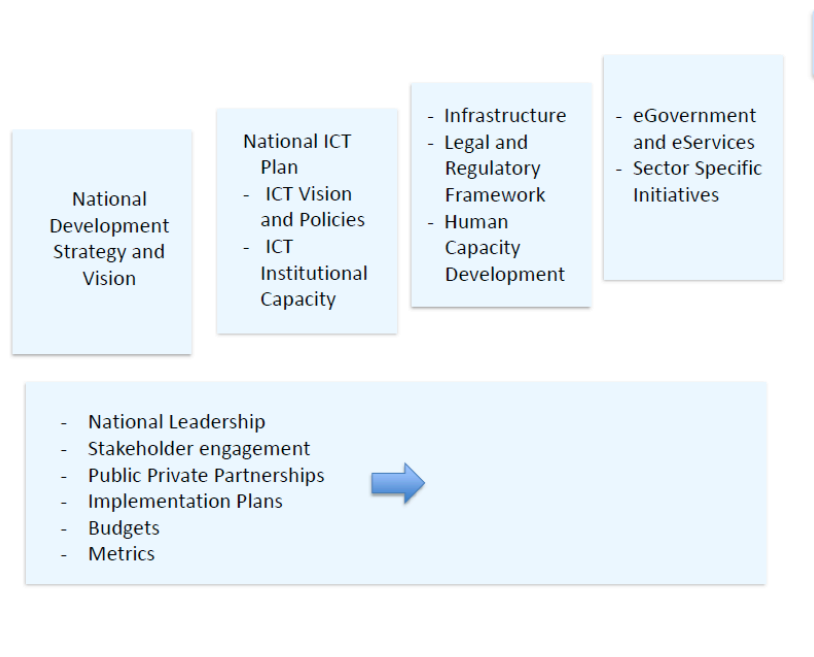 National
Development
Strategy and
Vision
National ICT
Plan
- ICT Vision
and Policies
- ICT
Institutional
Capacity
- Infrastructure
- Legal and
Regulatory
Framework
- Human
Capacity
Development
- eGovernment
and eServices
- Sector Specific
Initiatives
- National Leadership
- Stakeholder engagement
- Public Private Partnerships
- Implementation Plans
- Budgets
- Metrics